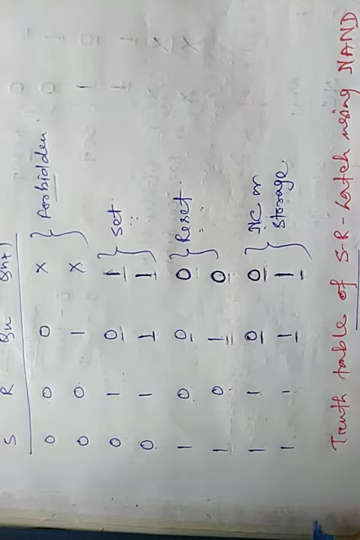 S R Qn Qn+1
0 0 0 X } Forbidden.
0 0 1 X
0 1 0 1 } Set
0 1 1 1
1 0 0 0 } Reset.
1 0 1 0
1 1 0 0 } NC or Storage.
1 1 1 1
Truth table of S-R-Latch using NAND